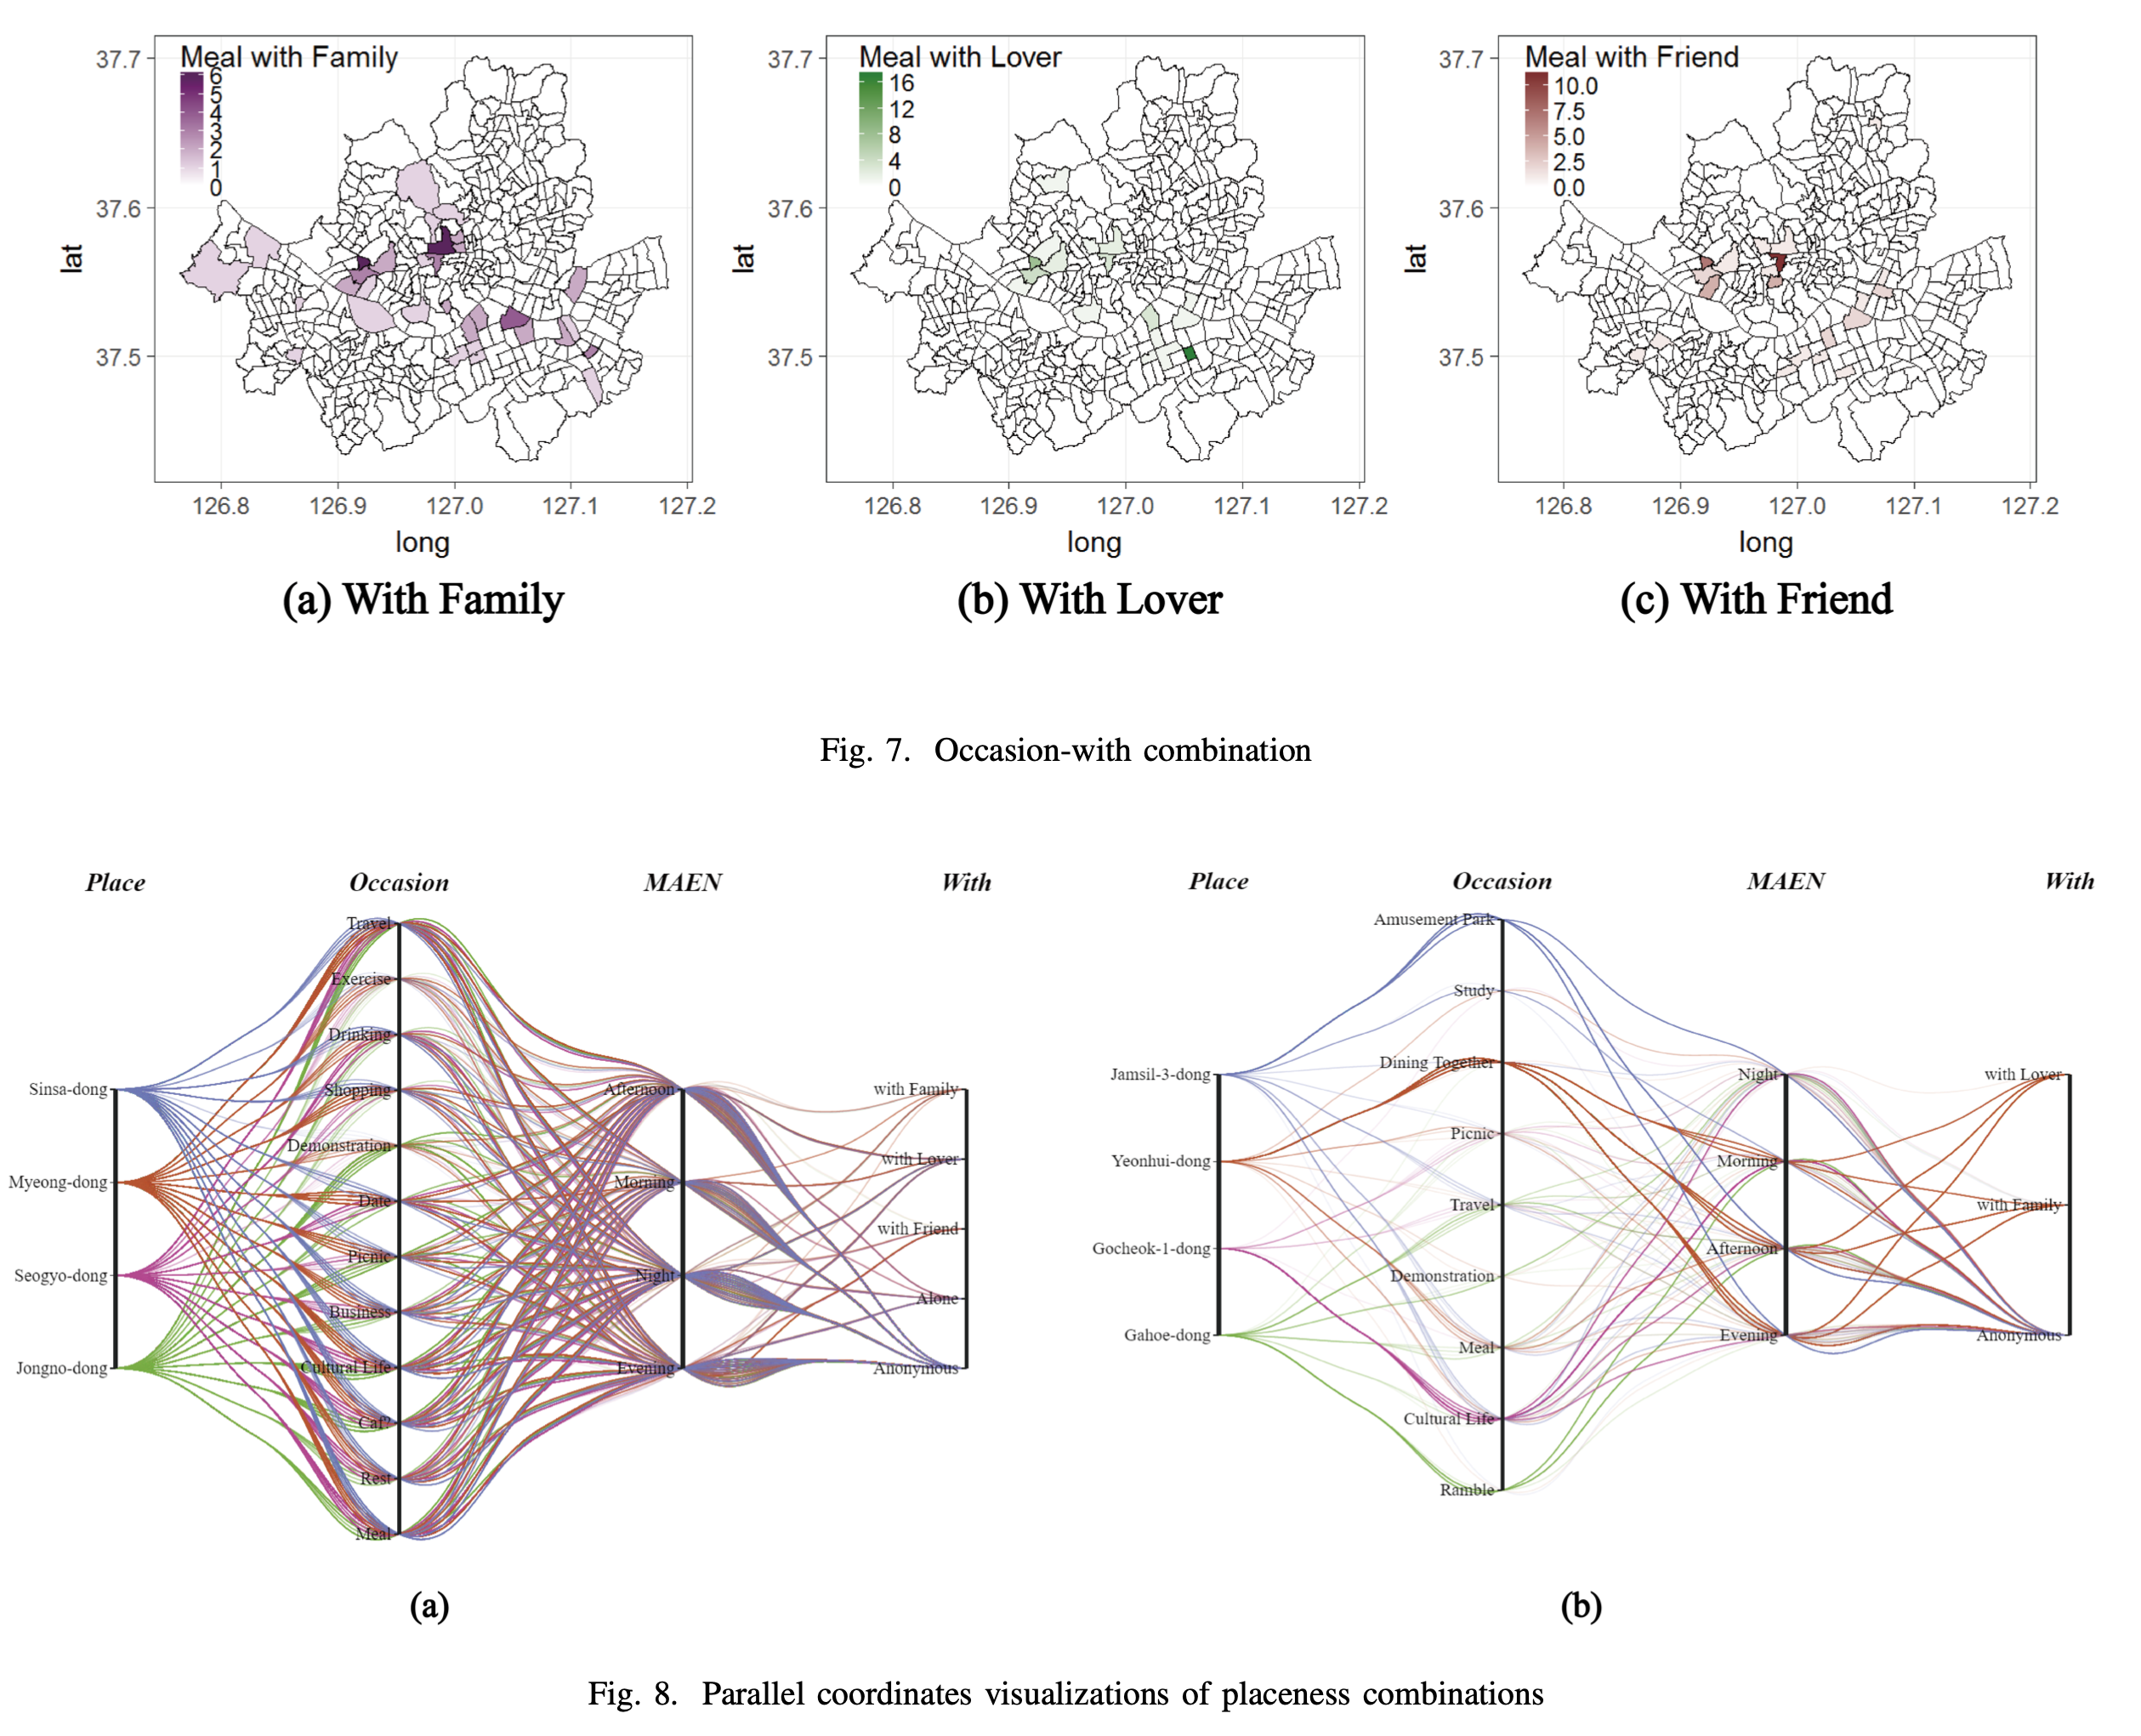 Meal with Family
6
5
4
3
2
1
0
37.7
37.6
37.5
lat
126.8 126.9 127.0 127.1 127.2
long
(a) With Family
Meal with Lover
16
12
8
4
0
37.7
37.6
37.5
lat
126.8 126.9 127.0 127.1 127.2
long
(b) With Lover
Meal with Friend
10.0
7.5
5.0
2.5
0.0
37.7
37.6
37.5
lat
126.8 126.9 127.0 127.1 127.2
long
(c) With Friend
Fig. 7. Occasion-with combination
Place Occasion MAEN With
Sinsa-dong
Myeong-dong
Seogyo-dong
Jongno-dong
Travel
Exercise
Drinking
Shopping
Demonstration
Date
Picnic
Business
Cultural Life
Caf?
Rest
Meal
Afternoon
Morning
Night
Evening
with Family
with Lover
with Friend
Alone
Anonymous
(a)
Place Occasion MAEN With
Jamsil-3-dong
Yeonhui-dong
Gocheok-1-dong
Gahoe-dong
Amusement Park
Study
Dining Together
Picnic
Travel
Demonstration
Meal
Cultural Life
Ramble
Night
Morning
Afternoon
Evening
with Lover
with Family
Anonymous
(b)
Fig. 8. Parallel coordinates visualizations of placeness combinations